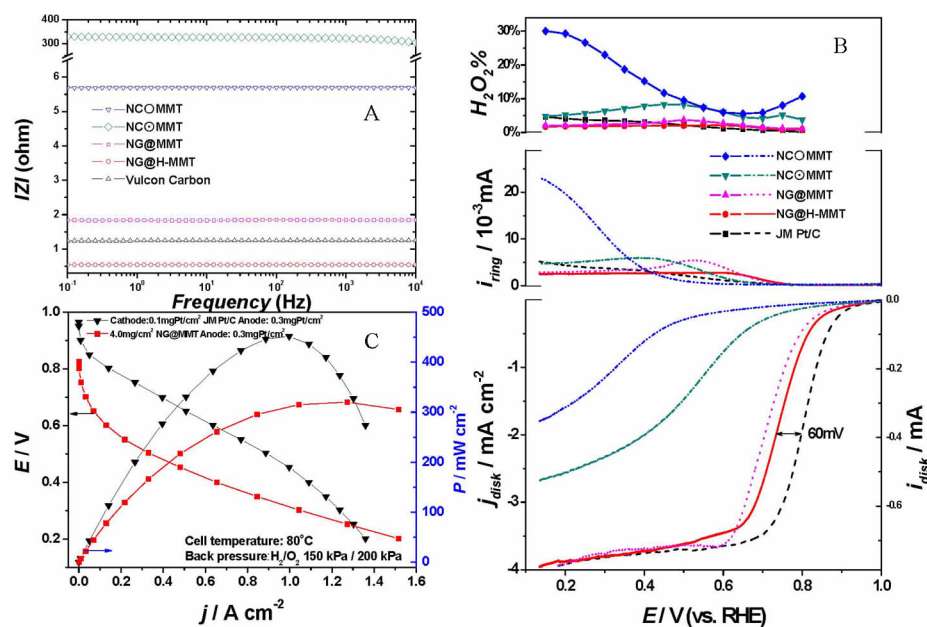 350
300
6
5
4
3
2
1
IZI (ohm)
NC○MMT
NC⊙MMT
NG@MMT
NG@H-MMT
Vulcon Carbon
A
10⁻¹ 10⁰ 10¹ 10² 10³ 10⁴
Frequency (Hz)
30%
20%
10%
0%
H₂O₂%
B
20
10
0
i_ring / 10⁻³mA
NC○MMT
NC⊙MMT
NG@MMT
NG@H-MMT
JM Pt/C
1.0
0.8
0.6
0.4
0.2
E / V
Cathode:0.1mgPt/cm² JM Pt/C Anode: 0.3mgPt/cm²
4.0mg/cm² NG@MMT Anode: 0.3mgPt/cm²
C
500
400
300
200
100
0
P / mW cm⁻²
Cell temperature: 80°C
Back pressure:H₂/O₂ 150 kPa / 200 kPa
0.0 0.2 0.4 0.6 0.8 1.0 1.2 1.4 1.6
j / A cm⁻²
-1
-2
-3
-4
j_disk / mA cm⁻²
60mV
0.0
-0.2
-0.4
-0.6
i_disk / mA
0.2 0.4 0.6 0.8 1.0
E / V (vs. RHE)